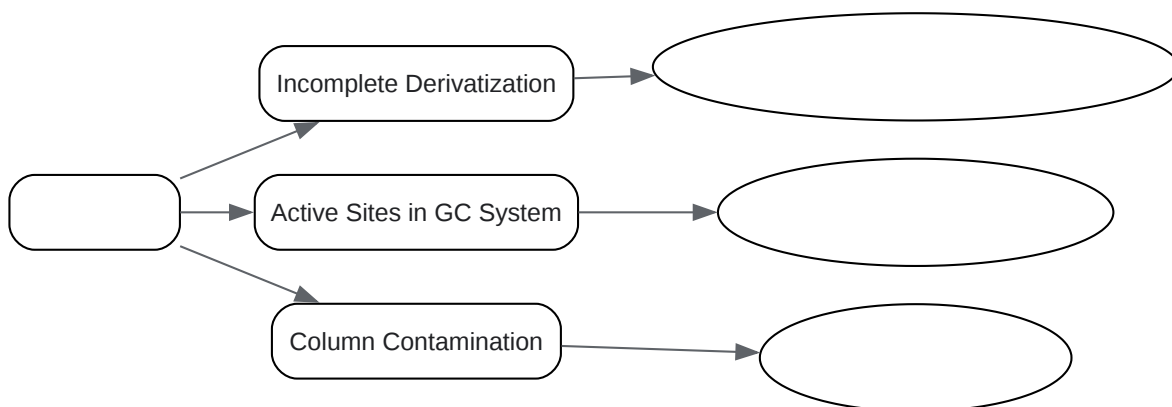 Incomplete Derivatization
Active Sites in GC System
Column Contamination